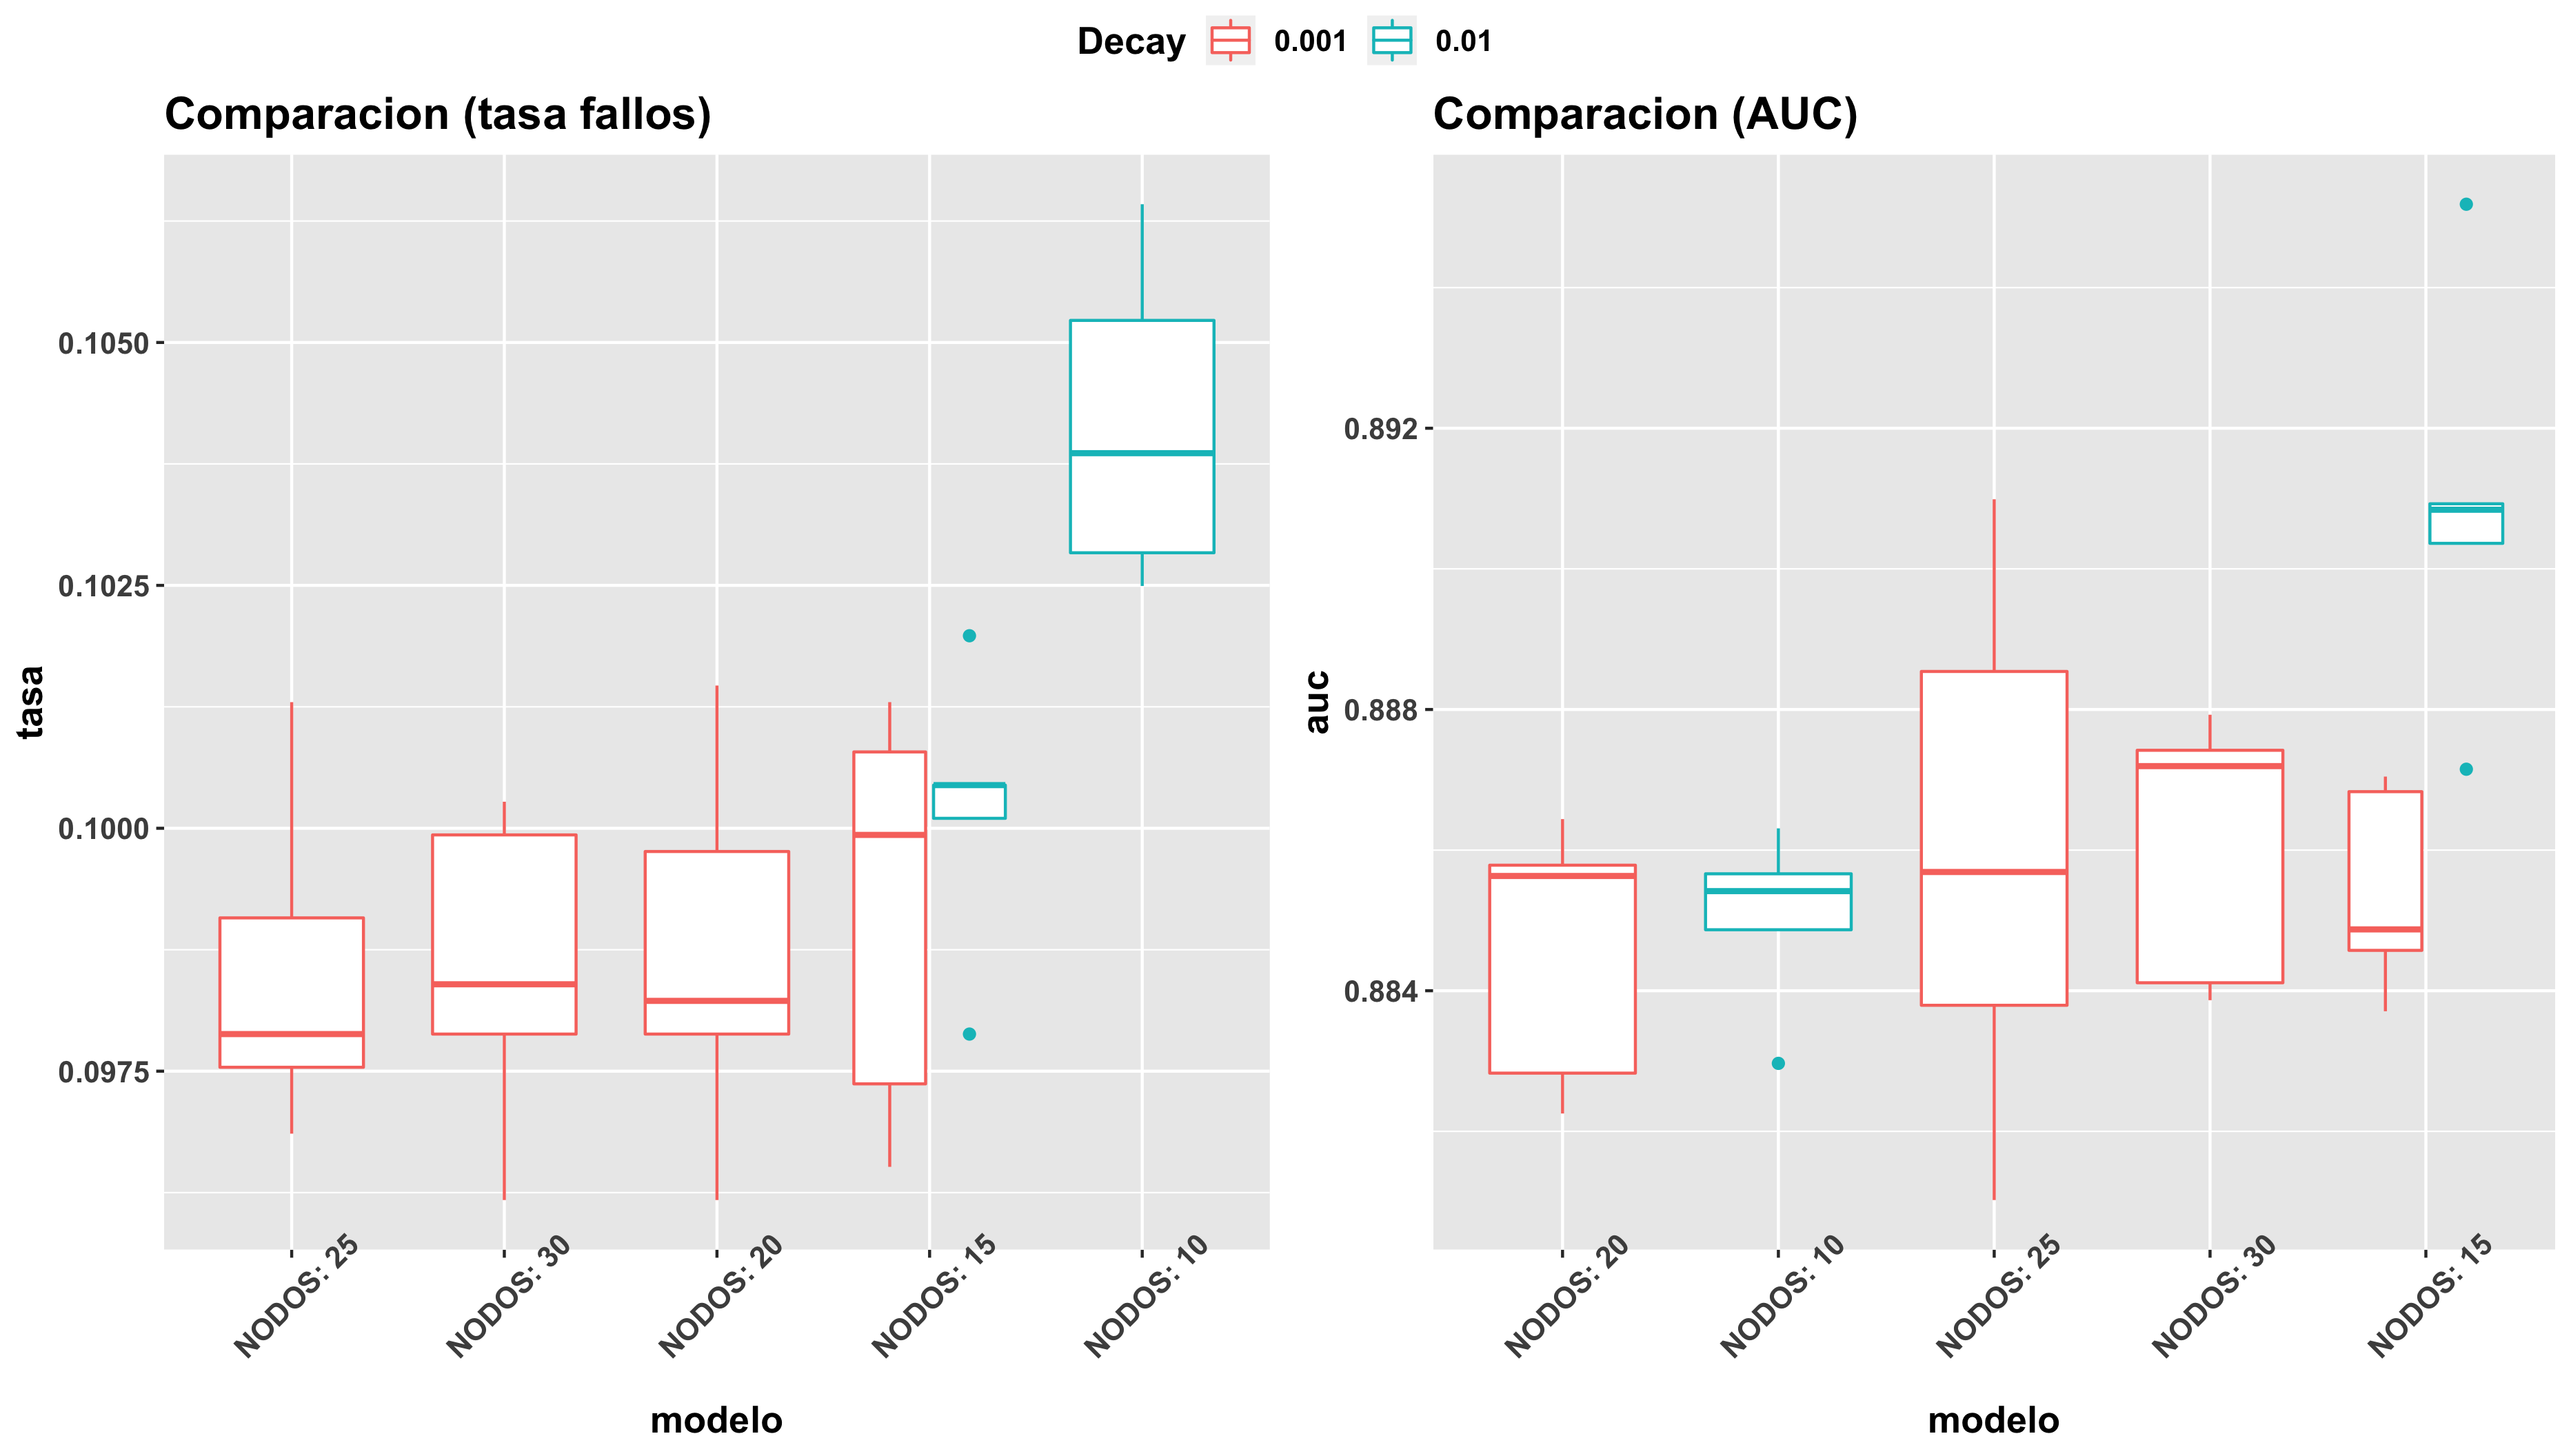 Decay 0.001 0.01
Comparacion (tasa fallos)
tasa
0.1050
0.1025
0.1000
0.0975
NODOS: 25
NODOS: 30
NODOS: 20
NODOS: 15
NODOS: 10
modelo
Comparacion (AUC)
auc
0.892
0.888
0.884
NODOS: 20
NODOS: 10
NODOS: 25
NODOS: 30
NODOS: 15
modelo